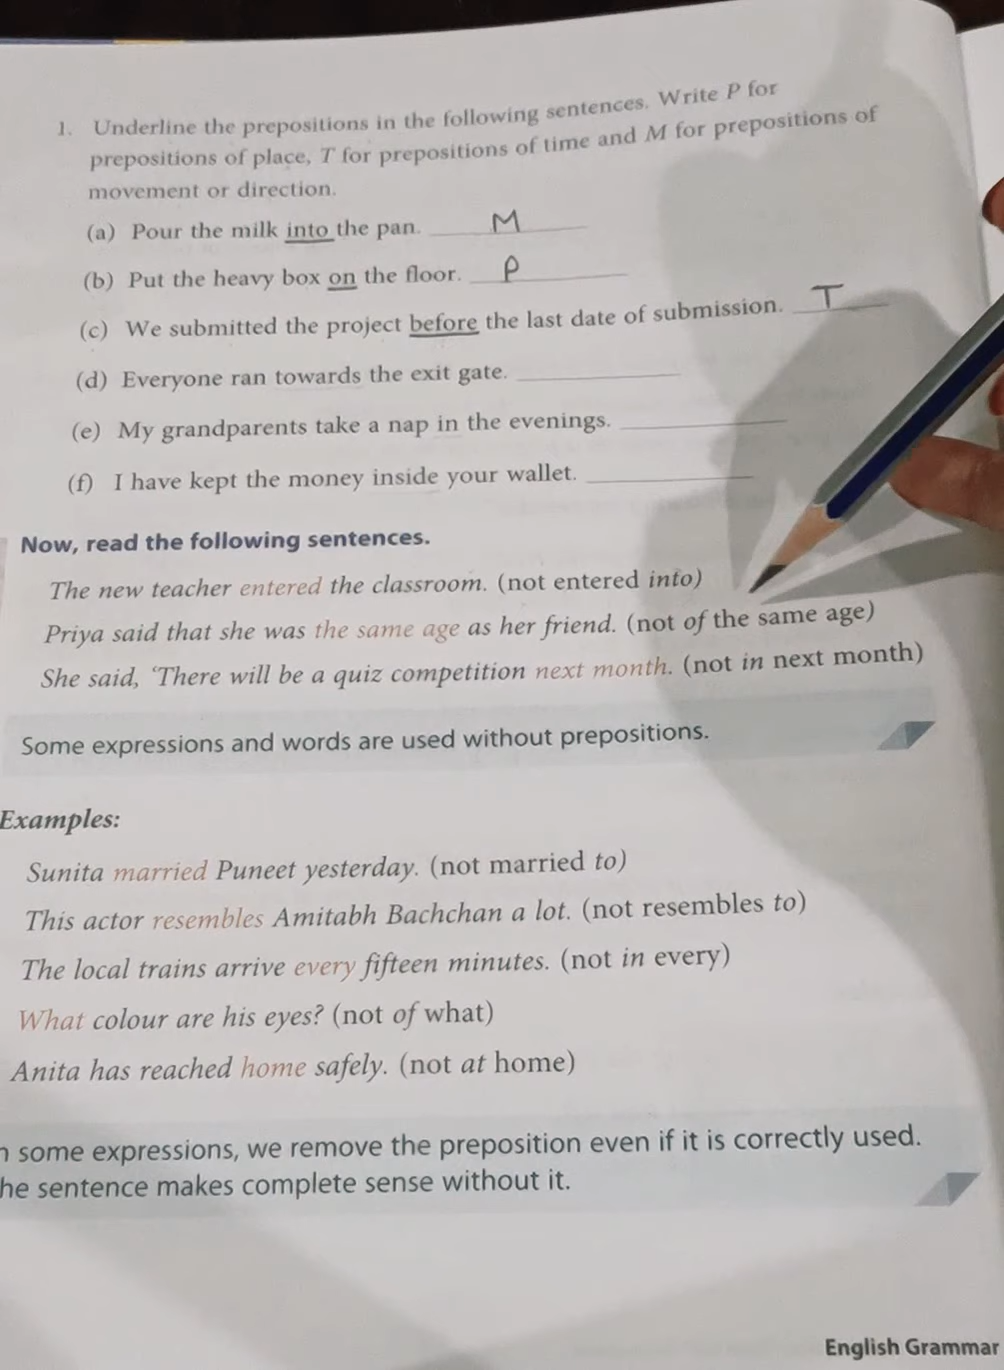 1. Underline the prepositions in the following sentences. Write P for
prepositions of place, T for prepositions of time and M for prepositions of
movement or direction.
(a) Pour the milk into the pan. M
(b) Put the heavy box on the floor. P
(c) We submitted the project before the last date of submission. T
(d) Everyone ran towards the exit gate.
(e) My grandparents take a nap in the evenings.
(f) I have kept the money inside your wallet.
Now, read the following sentences.
The new teacher entered the classroom. (not entered into)
Priya said that she was the same age as her friend. (not of the same age)
She said, ‘There will be a quiz competition next month. (not in next month)
Some expressions and words are used without prepositions.
Examples:
Sunita married Puneet yesterday. (not married to)
This actor resembles Amitabh Bachchan a lot. (not resembles to)
The local trains arrive every fifteen minutes. (not in every)
What colour are his eyes? (not of what)
Anita has reached home safely. (not at home)
n some expressions, we remove the preposition even if it is correctly used.
he sentence makes complete sense without it.
English Grammar